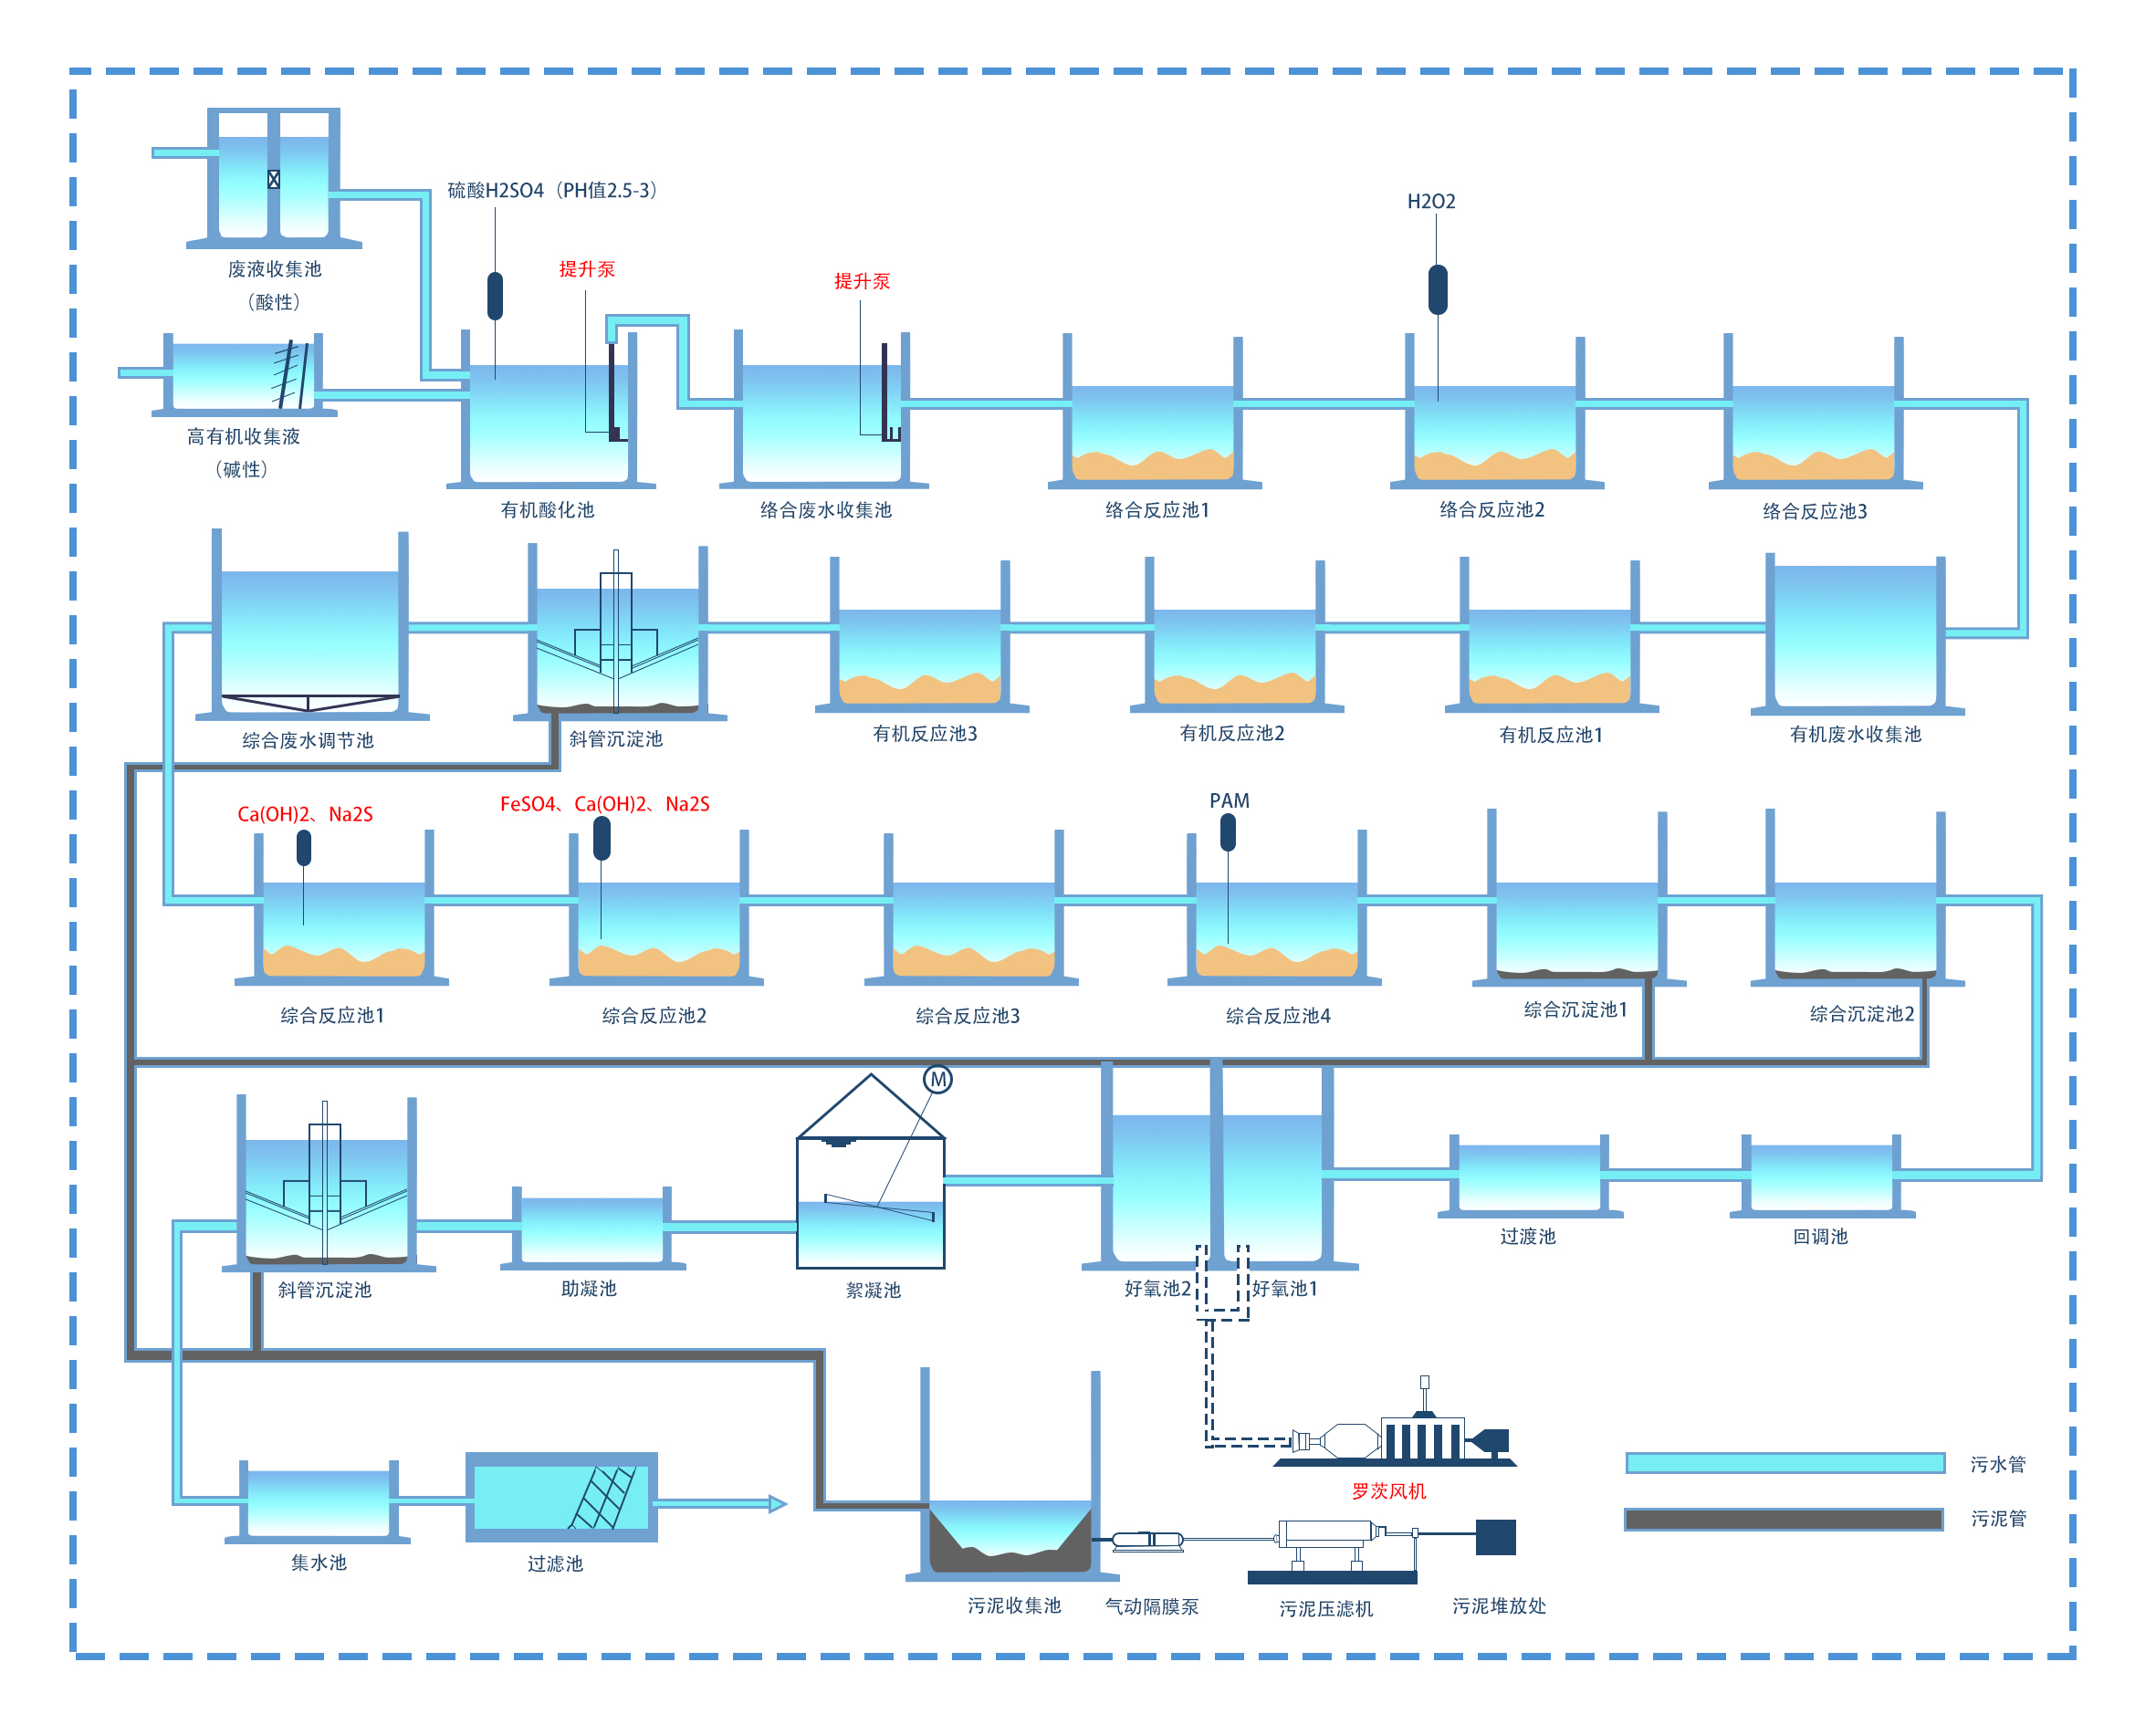 硫酸H2SO4（PH值2.5-3）
H2O2
废液收集池
（酸性）
提升泵
提升泵
高有机收集液
（碱性）
有机酸化池
络合废水收集池
络合反应池1
络合反应池2
络合反应池3
综合废水调节池
斜管沉淀池
有机反应池3
有机反应池2
有机反应池1
有机废水收集池
Ca(OH)2、Na2S
FeSO4、Ca(OH)2、Na2S
PAM
综合反应池1
综合反应池2
综合反应池3
综合反应池4
综合沉淀池1
综合沉淀池2
M
斜管沉淀池
助凝池
絮凝池
好氧池2
好氧池1
过渡池
回调池
罗茨风机
污水管
污泥管
集水池
过滤池
污泥收集池
气动隔膜泵
污泥压滤机
污泥堆放处